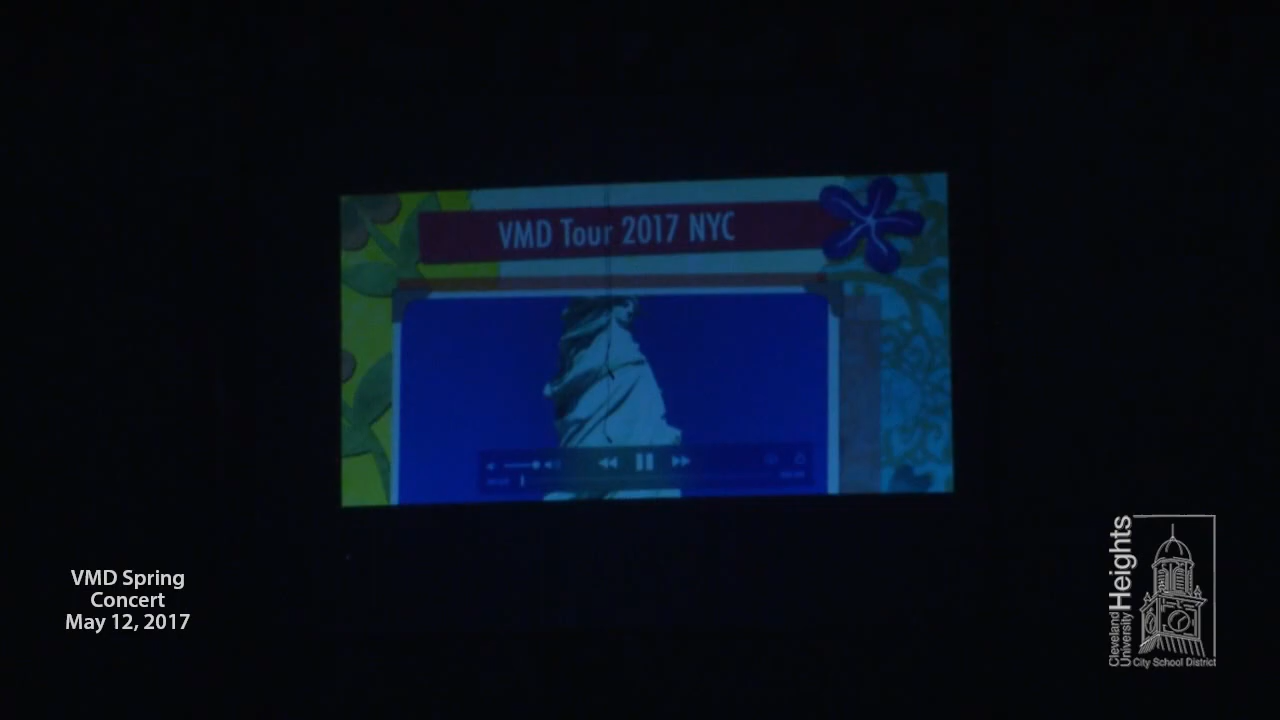 VMD Tour 2017 NYC
VMD Spring
Concert
May 12, 2017
Cleveland
University
Heights
City School District